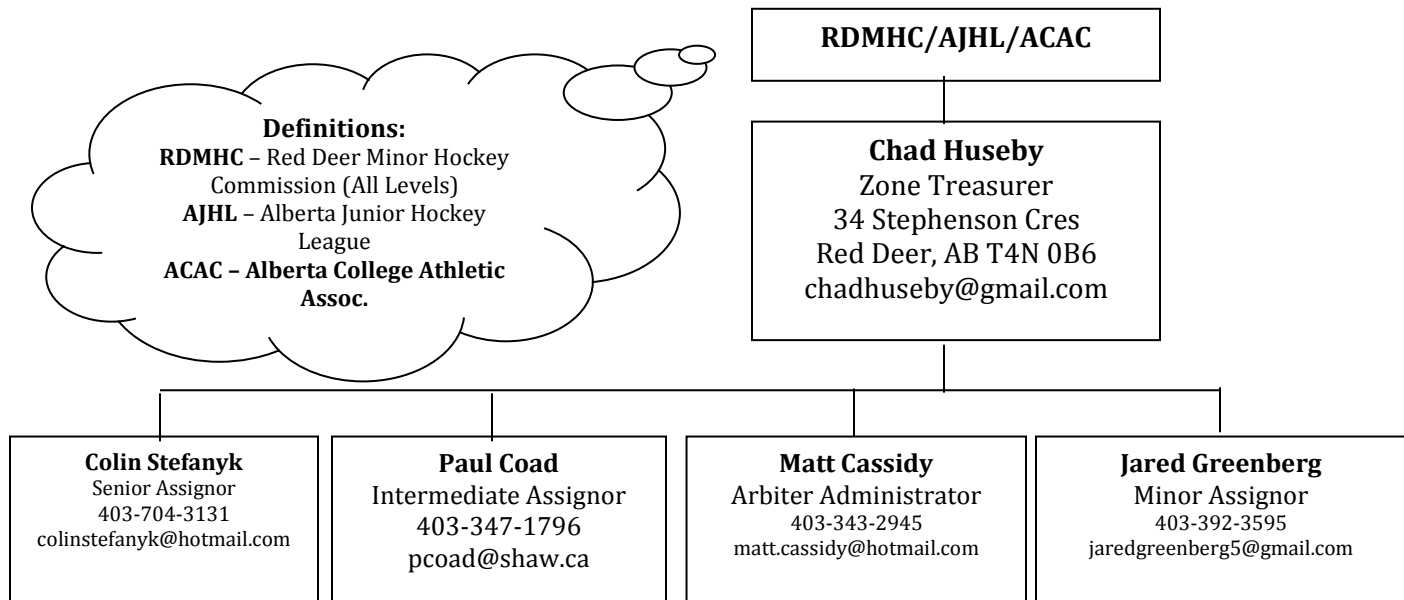 RDMHC/AJHL/ACAC
Definitions:
RDMHC – Red Deer Minor Hockey
Commission (All Levels)
AJHL – Alberta Junior Hockey
League
ACAC – Alberta College Athletic
Assoc.
Chad Huseby
Zone Treasurer
34 Stephenson Cres
Red Deer, AB T4N 0B6
chadhuseby@gmail.com
Colin Stefanyk
Senior Assignor
403-704-3131
colinstefanyk@hotmail.com
Paul Coad
Intermediate Assignor
403-347-1796
pcoad@shaw.ca
Matt Cassidy
Arbiter Administrator
403-343-2945
matt.cassidy@hotmail.com
Jared Greenberg
Minor Assignor
403-392-3595
jaredgreenberg5@gmail.com